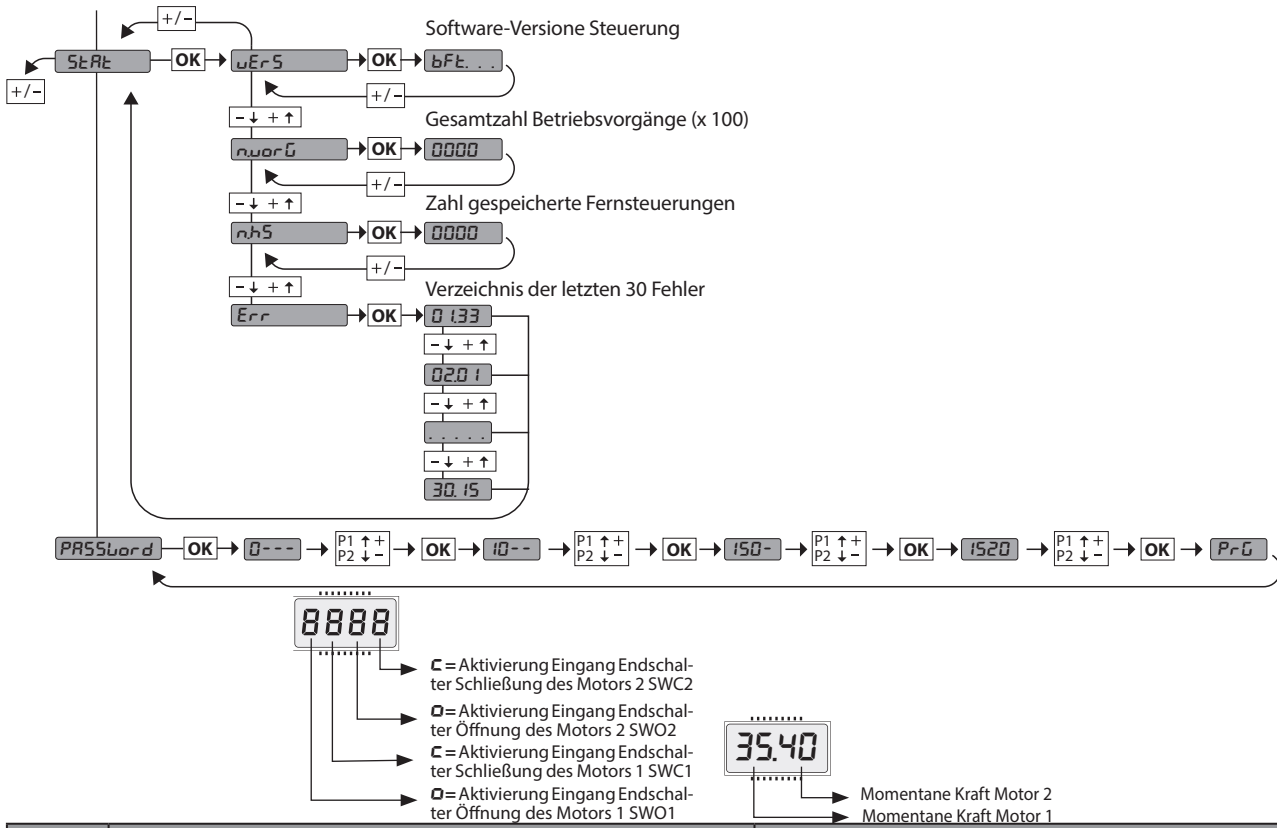 +/-
Software-Versione Steuerung
StAt OK vErS OK bFt. . .
+/-
+/-
- ↓ + ↑
Gesamtzahl Betriebsvorgänge (x 100)
n.vorG OK 0000
+/-
- ↓ + ↑
Zahl gespeicherte Fernsteuerungen
n.hS OK 0000
+/-
- ↓ + ↑
Verzeichnis der letzten 30 Fehler
Err OK 01.33
- ↓ + ↑
02.01
- ↓ + ↑
. . . . .
- ↓ + ↑
30.15
PASSword OK 0--- P1 ↑ + OK 10-- P1 ↑ + OK 150- P1 ↑ + OK 1520 P1 ↑ + OK PrG
P2 ↓ - P2 ↓ - P2 ↓ - P2 ↓ -
8888
C = Aktivierung Eingang Endschal-
ter Schließung des Motors 2 SWC2
O = Aktivierung Eingang Endschal-
ter Öffnung des Motors 2 SWO2
C = Aktivierung Eingang Endschal-
ter Schließung des Motors 1 SWC1
O = Aktivierung Eingang Endschal-
ter Öffnung des Motors 1 SWO1
35.40
Momentane Kraft Motor 2
Momentane Kraft Motor 1